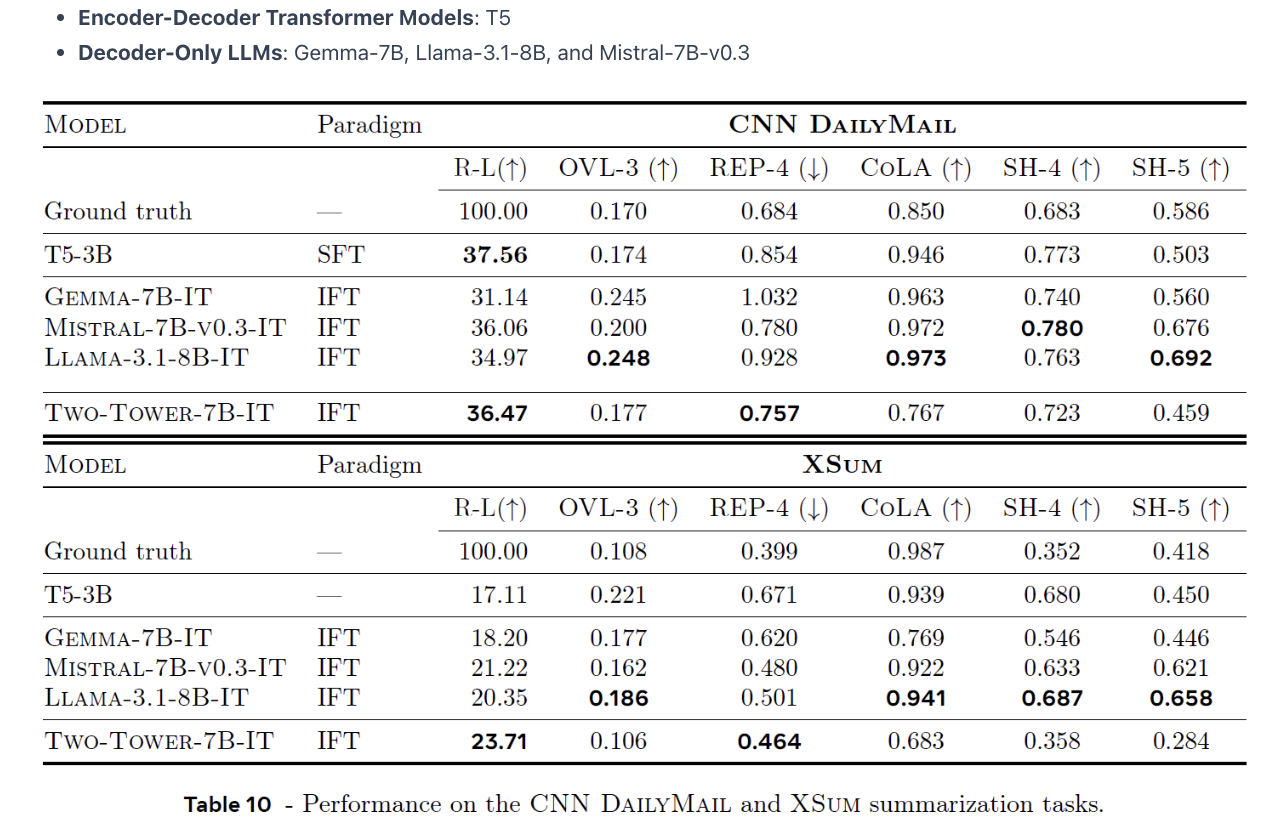 • Encoder-Decoder Transformer Models: T5
• Decoder-Only LLMs: Gemma-7B, Llama-3.1-8B, and Mistral-7B-v0.3
MODEL Paradigm CNN DAILYMAIL
R-L(↑) OVL-3 (↑) REP-4 (↓) COLA (↑) SH-4 (↑) SH-5 (↑)
Ground truth — 100.00 0.170 0.684 0.850 0.683 0.586
T5-3B SFT 37.56 0.174 0.854 0.946 0.773 0.503
GEMMA-7B-IT IFT 31.14 0.245 1.032 0.963 0.740 0.560
MISTRAL-7B-V0.3-IT IFT 36.06 0.200 0.780 0.972 0.780 0.676
LLAMA-3.1-8B-IT IFT 34.97 0.248 0.928 0.973 0.763 0.692
TWO-TOWER-7B-IT IFT 36.47 0.177 0.757 0.767 0.723 0.459
MODEL Paradigm XSUM
R-L(↑) OVL-3 (↑) REP-4 (↓) COLA (↑) SH-4 (↑) SH-5 (↑)
Ground truth — 100.00 0.108 0.399 0.987 0.352 0.418
T5-3B — 17.11 0.221 0.671 0.939 0.680 0.450
GEMMA-7B-IT IFT 18.20 0.177 0.620 0.769 0.546 0.446
MISTRAL-7B-V0.3-IT IFT 21.22 0.162 0.480 0.922 0.633 0.621
LLAMA-3.1-8B-IT IFT 20.35 0.186 0.501 0.941 0.687 0.658
TWO-TOWER-7B-IT IFT 23.71 0.106 0.464 0.683 0.358 0.284
Table 10 - Performance on the CNN DAILYMAIL and XSUM summarization tasks.